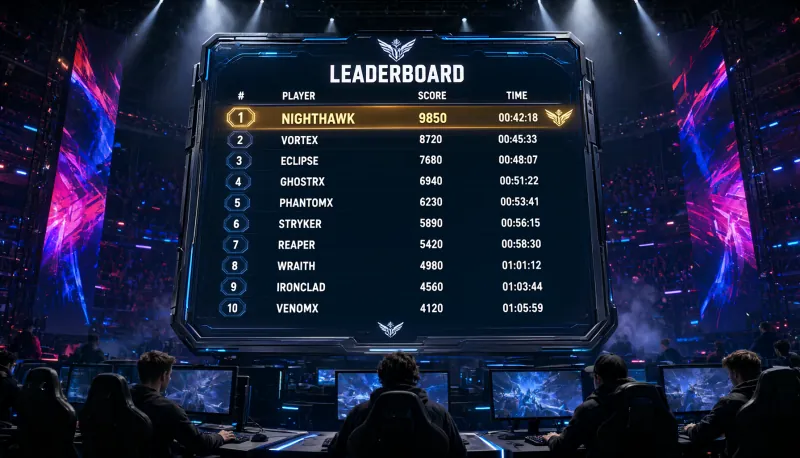 LEADERBOARD
# PLAYER SCORE TIME
1 NIGHTHAWK 9850 00:42:18
2 VORTEX 8720 00:45:33
3 ECLIPSE 7680 00:48:07
4 GHOSTRX 6940 00:51:22
5 PHANTOMX 6230 00:53:41
6 STRYKER 5890 00:56:15
7 REAPER 5420 00:58:30
8 WRAITH 4980 01:01:12
9 IRONCLAD 4560 01:03:44
10 VENOMX 4120 01:05:59